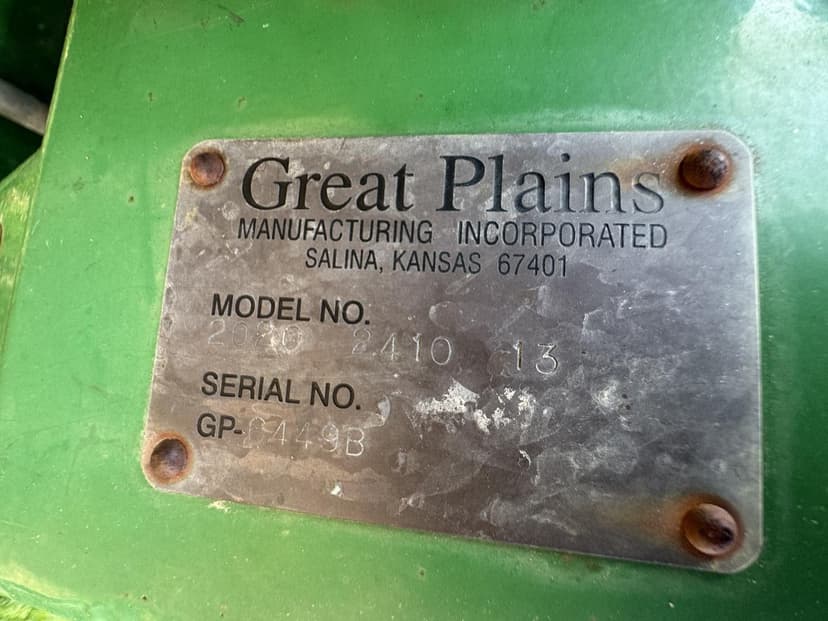 Great Plains
MANUFACTURING INCORPORATED
SALINA, KANSAS 67401
MODEL NO.
2410 13
SERIAL NO.
GP-